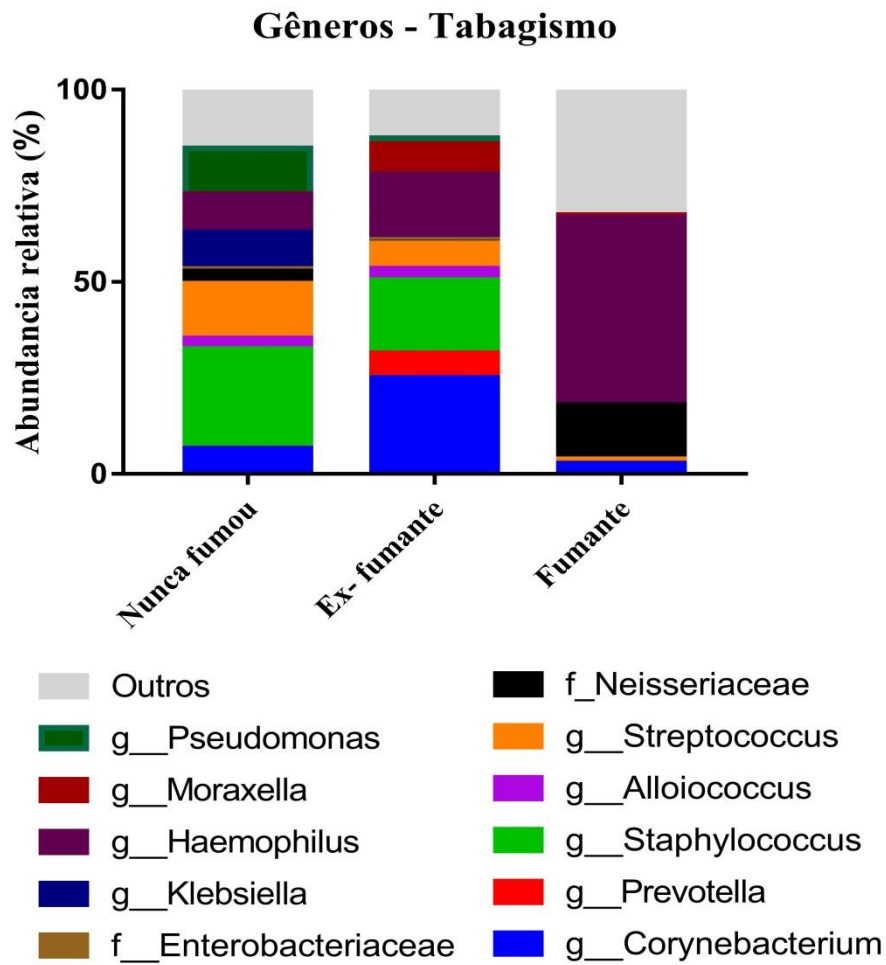 Gêneros - Tabagismo
Abundancia relativa (%)
100
50
0
Nunca fumou
Ex- fumante
Fumante
Outros
g__Pseudomonas
g__Moraxella
g__Haemophilus
g__Klebsiella
f__Enterobacteriaceae
f_Neisseriaceae
g__Streptococcus
g__Alloiococcus
g__Staphylococcus
g__Prevotella
g__Corynebacterium